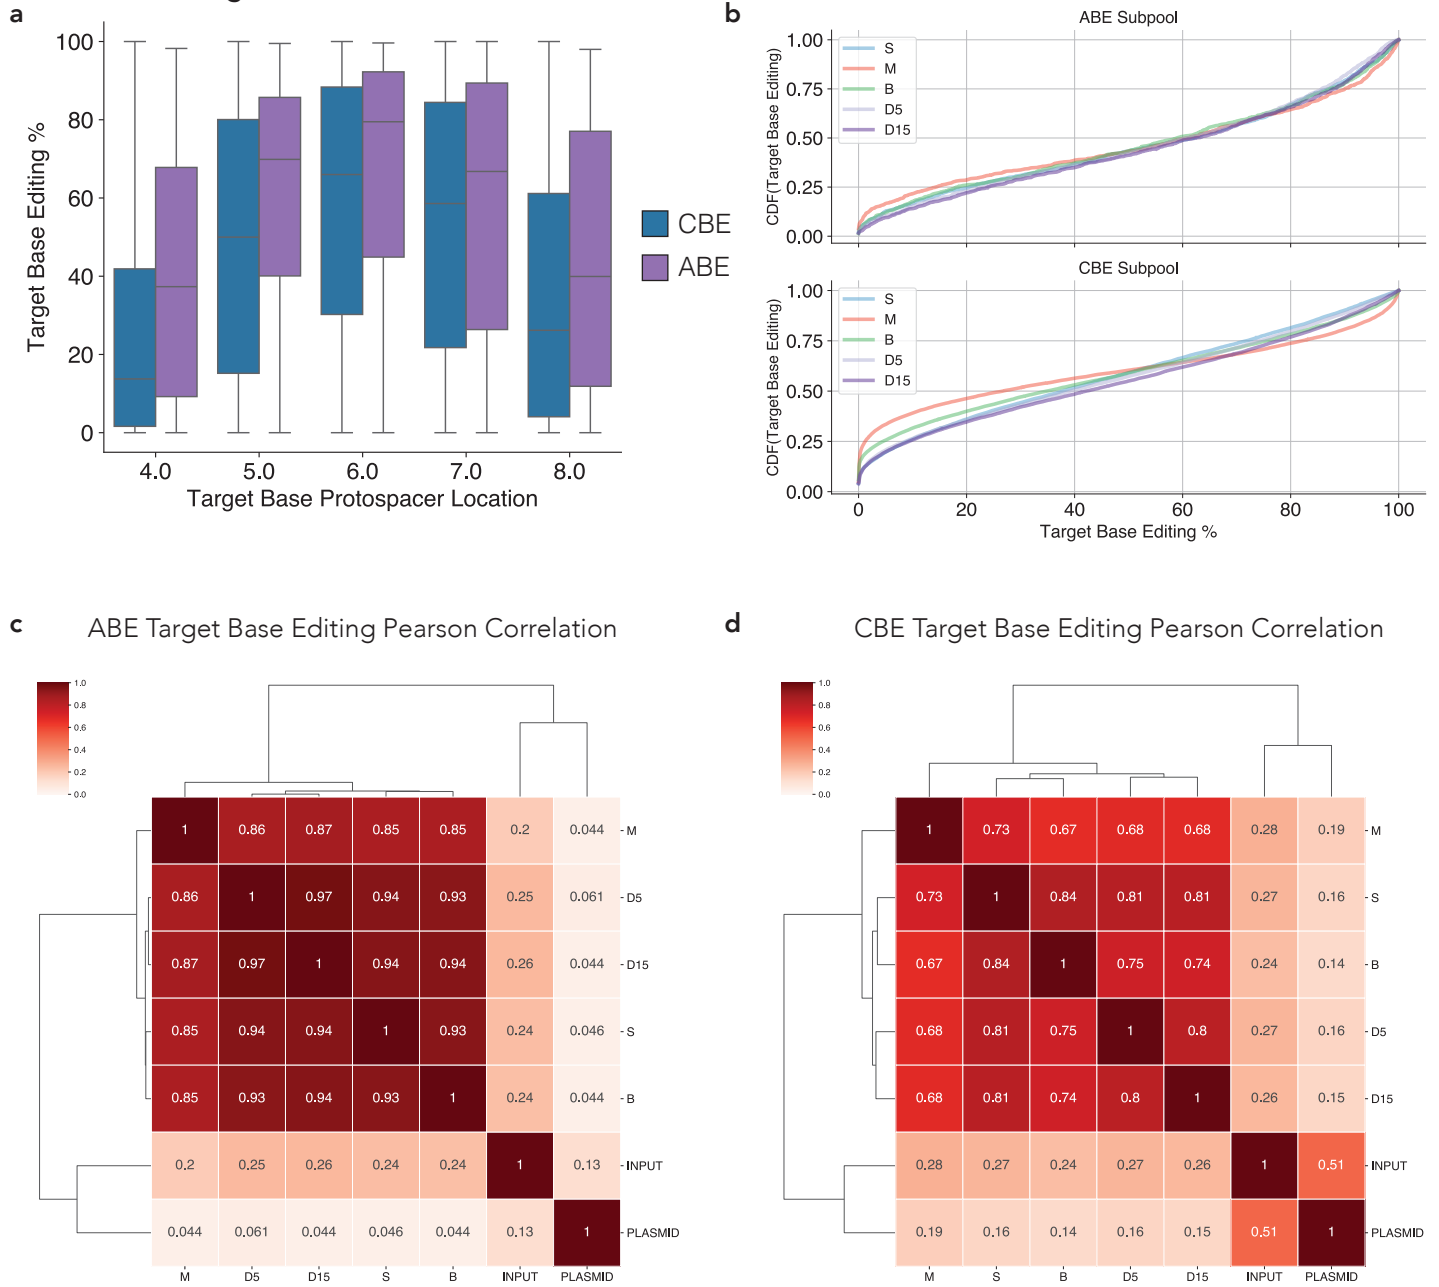 a
100
80
60
40
20
0
Target Base Editing %
4.0 5.0 6.0 7.0 8.0
Target Base Protospacer Location
CBE
ABE
b
ABE Subpool
1.00
0.75
0.50
0.25
0.00
CDF(Target Base Editing)
S
M
B
D5
D15
CBE Subpool
1.00
0.75
0.50
0.25
0.00
CDF(Target Base Editing)
S
M
B
D5
D15
0 20 40 60 80 100
Target Base Editing %
c
ABE Target Base Editing Pearson Correlation
1.0
0.8
0.6
0.4
0.2
0.0
1 0.86 0.87 0.85 0.85 0.2 0.044 M
0.86 1 0.97 0.94 0.93 0.25 0.061 D5
0.87 0.97 1 0.94 0.94 0.26 0.044 D15
0.85 0.94 0.94 1 0.93 0.24 0.046 S
0.85 0.93 0.94 0.93 1 0.24 0.044 B
0.2 0.25 0.26 0.24 0.24 1 0.13 INPUT
0.044 0.061 0.044 0.046 0.044 0.13 1 PLASMID
M D5 D15 S B INPUT PLASMID
d
CBE Target Base Editing Pearson Correlation
1.0
0.8
0.6
0.4
0.2
0.0
1 0.73 0.67 0.68 0.68 0.28 0.19 M
0.73 1 0.84 0.81 0.81 0.27 0.16 S
0.67 0.84 1 0.75 0.74 0.24 0.14 B
0.68 0.81 0.75 1 0.8 0.27 0.16 D5
0.68 0.81 0.74 0.8 1 0.26 0.15 D15
0.28 0.27 0.24 0.27 0.26 1 0.51 INPUT
0.19 0.16 0.14 0.16 0.15 0.51 1 PLASMID
M S B D5 D15 INPUT PLASMID